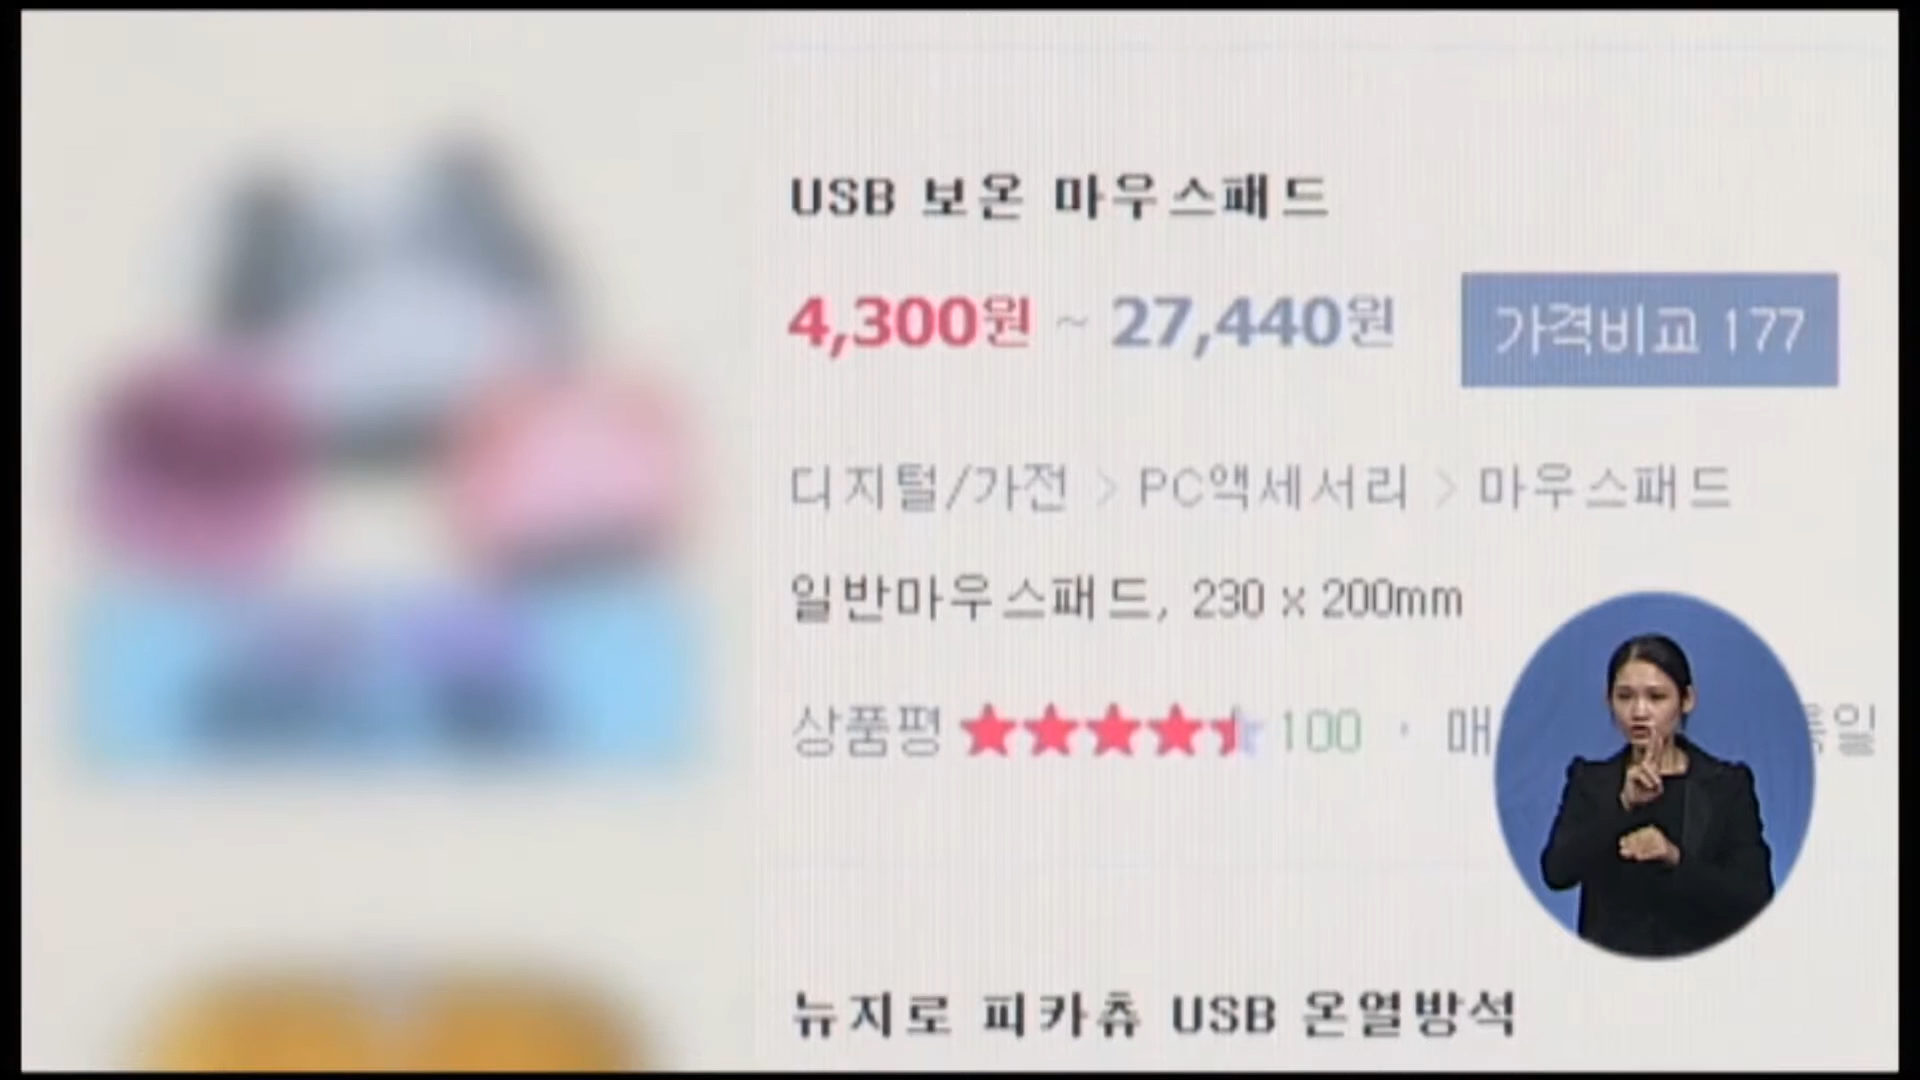 USB 보온 마우스패드
4,300원 ~ 27,440원 가격비교 177
디지털/가전 > PC액세서리 > 마우스패드
일반마우스패드, 230 x 200mm
상품평 100 · 매
뉴지로 피카츄 USB 온열방석